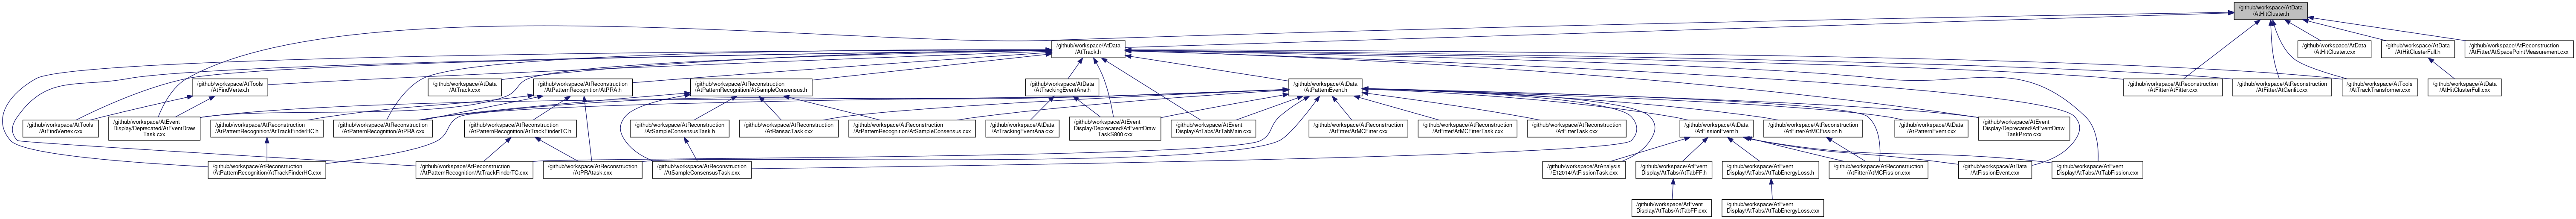 /github/workspace/AtData
/AtHitCluster.h
/github/workspace/AtData
/AtTrack.h
/github/workspace/AtData
/AtHitCluster.cxx
/github/workspace/AtData
/AtHitClusterFull.h
/github/workspace/AtReconstruction
/AtFitter/AtSpacePointMeasurement.cxx
/github/workspace/AtTools
/AtFindVertex.h
/github/workspace/AtData
/AtTrack.cxx
/github/workspace/AtReconstruction
/AtPatternRecognition/AtPRA.h
/github/workspace/AtReconstruction
/AtPatternRecognition/AtSampleConsensus.h
/github/workspace/AtData
/AtTrackingEventAna.h
/github/workspace/AtData
/AtPatternEvent.h
/github/workspace/AtReconstruction
/AtFitter/AtFitter.cxx
/github/workspace/AtReconstruction
/AtFitter/AtGenfit.cxx
/github/workspace/AtTools
/AtTrackTransformer.cxx
/github/workspace/AtData
/AtHitClusterFull.cxx
/github/workspace/AtTools
/AtFindVertex.cxx
/github/workspace/AtEvent
Display/Deprecated/AtEventDraw
Task.cxx
/github/workspace/AtReconstruction
/AtPatternRecognition/AtTrackFinderHC.h
/github/workspace/AtReconstruction
/AtPatternRecognition/AtPRA.cxx
/github/workspace/AtReconstruction
/AtPatternRecognition/AtTrackFinderTC.h
/github/workspace/AtReconstruction
/AtSampleConsensusTask.h
/github/workspace/AtReconstruction
/AtRansacTask.cxx
/github/workspace/AtReconstruction
/AtPatternRecognition/AtSampleConsensus.cxx
/github/workspace/AtData
/AtTrackingEventAna.cxx
/github/workspace/AtEvent
Display/Deprecated/AtEventDraw
TaskS800.cxx
/github/workspace/AtEvent
Display/AtTabs/AtTabMain.cxx
/github/workspace/AtReconstruction
/AtFitter/AtMCFitter.cxx
/github/workspace/AtReconstruction
/AtFitter/AtMCFitterTask.cxx
/github/workspace/AtReconstruction
/AtFitterTask.cxx
/github/workspace/AtData
/AtFissionEvent.h
/github/workspace/AtReconstruction
/AtFitter/AtMCFission.h
/github/workspace/AtData
/AtPatternEvent.cxx
/github/workspace/AtEvent
Display/Deprecated/AtEventDraw
TaskProto.cxx
/github/workspace/AtReconstruction
/AtPatternRecognition/AtTrackFinderHC.cxx
/github/workspace/AtReconstruction
/AtPatternRecognition/AtTrackFinderTC.cxx
/github/workspace/AtReconstruction
/AtPRAtask.cxx
/github/workspace/AtReconstruction
/AtSampleConsensusTask.cxx
/github/workspace/AtAnalysis
/E12014/AtFissionTask.cxx
/github/workspace/AtEvent
Display/AtTabs/AtTabFF.h
/github/workspace/AtEvent
Display/AtTabs/AtTabEnergyLoss.h
/github/workspace/AtReconstruction
/AtFitter/AtMCFission.cxx
/github/workspace/AtData
/AtFissionEvent.cxx
/github/workspace/AtEvent
Display/AtTabs/AtTabFission.cxx
/github/workspace/AtEvent
Display/AtTabs/AtTabFF.cxx
/github/workspace/AtEvent
Display/AtTabs/AtTabEnergyLoss.cxx